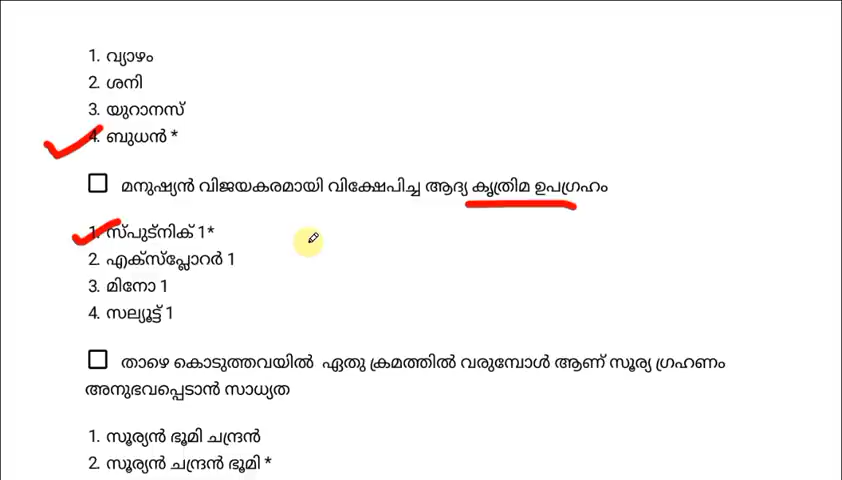 1. വ്യാഴം
2. ശനി
3. യുറാനസ്
4. ബുധൻ *
മനുഷ്യൻ വിജയകരമായി വിക്ഷേപിച്ച ആദ്യ കൃത്രിമ ഉപഗ്രഹം
1. സ്പുട്നിക് 1*
2. എക്സ്പ്ലോറർ 1
3. മിനോ 1
4. സല്യൂട്ട് 1
താഴെ കൊടുത്തവയിൽ ഏതു ക്രമത്തിൽ വരുമ്പോൾ ആണ് സൂര്യ ഗ്രഹണം
അനുഭവപ്പെടാൻ സാധ്യത
1. സൂര്യൻ ഭൂമി ചന്ദ്രൻ
2. സൂര്യൻ ചന്ദ്രൻ ഭൂമി *